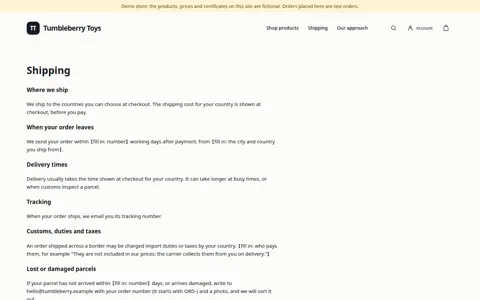 Demo store: the products, prices and certificates on this site are fictional. Orders placed here are test orders.
TT Tumbleberry Toys
Shop products Shipping Our approach Account
Shipping
Where we ship
We ship to the countries you can choose at checkout. The shipping cost for your country is shown at
checkout, before you pay.
When your order leaves
We send your order within【fill in: number】working days after payment, from【fill in: the city and country
you ship from】.
Delivery times
Delivery usually takes the time shown at checkout for your country. It can take longer at busy times, or
when customs inspect a parcel.
Tracking
When your order ships, we email you its tracking number.
Customs, duties and taxes
An order shipped across a border may be charged import duties or taxes by your country.【fill in: who pays
them, for example "They are not included in our prices: the carrier collects them from you on delivery."】
Lost or damaged parcels
If your parcel has not arrived within【fill in: number】days, or arrives damaged, write to
hello@tumbleberry.example with your order number (it starts with ORD-) and a photo, and we will sort it